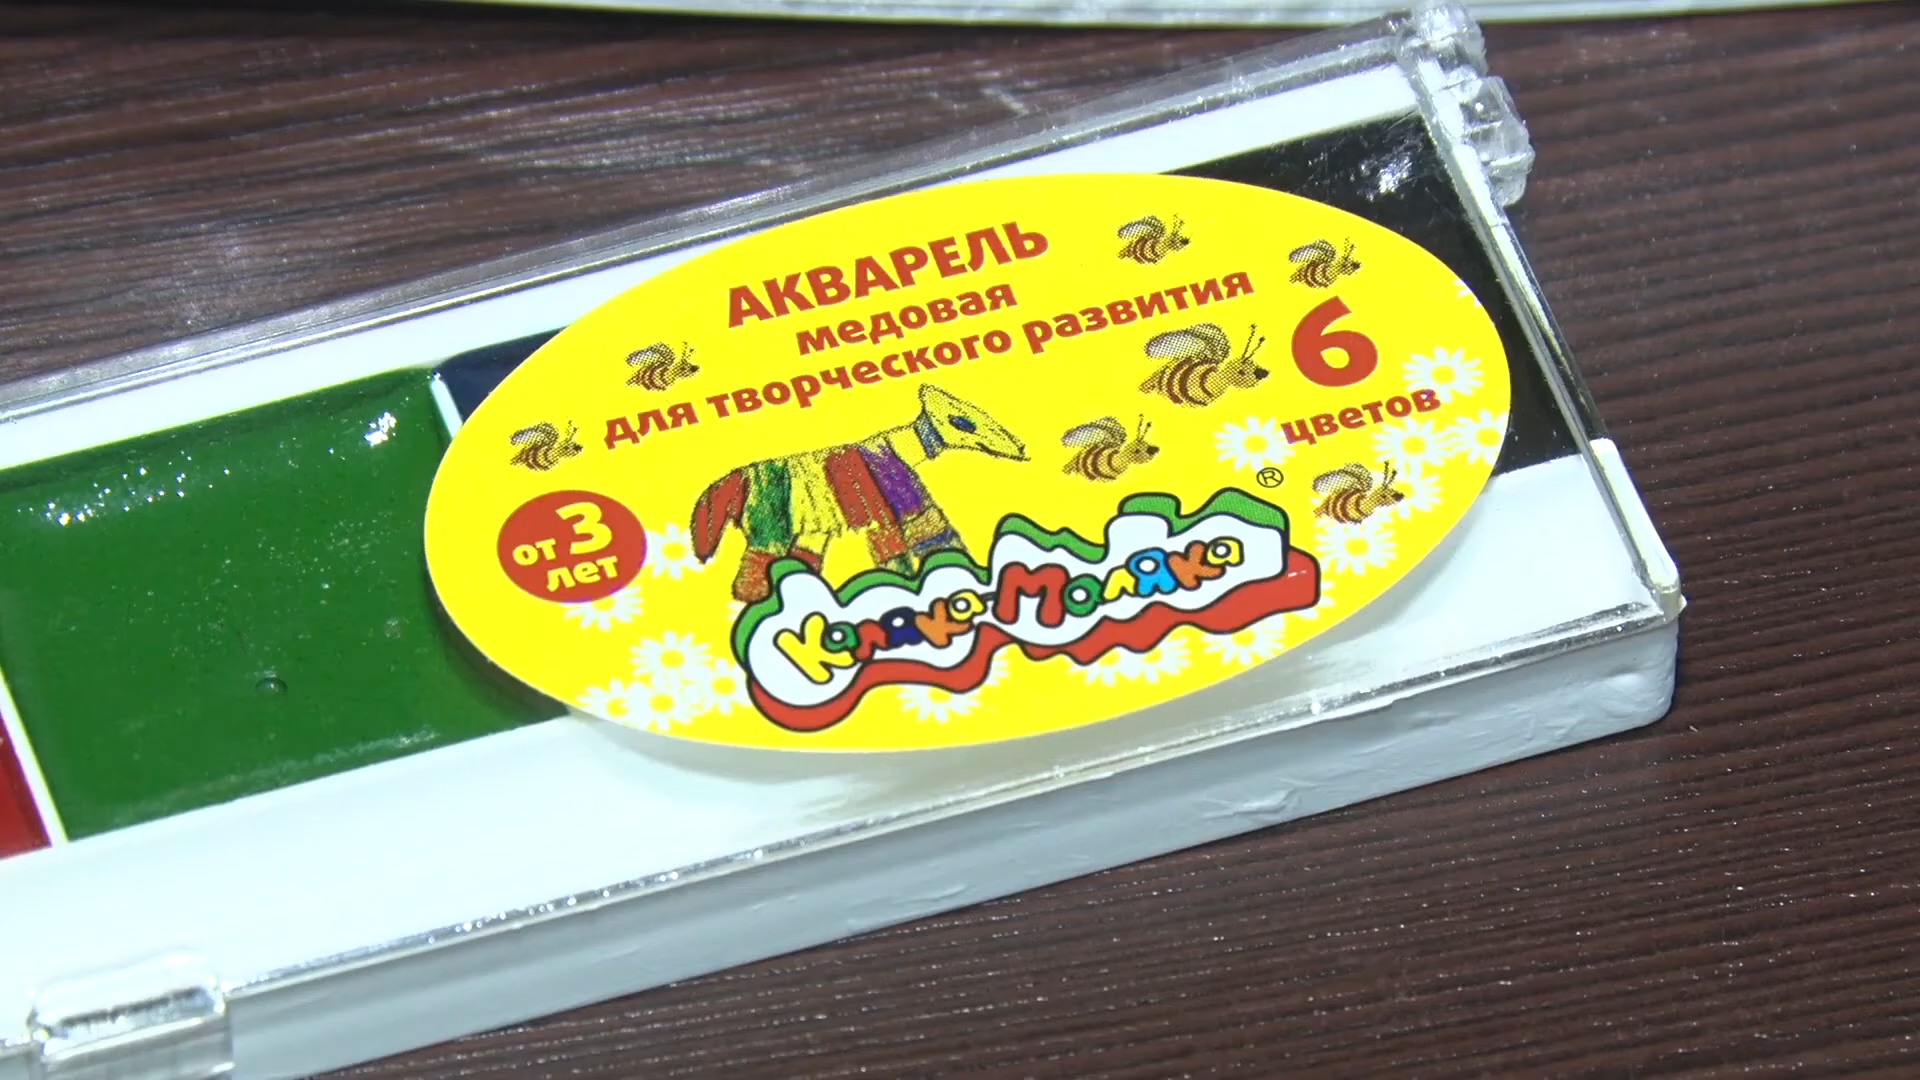 АКВАРЕЛЬ
медовая
для творческого развития
6
цветов
от 3
лет
Каляка-Маляка
®